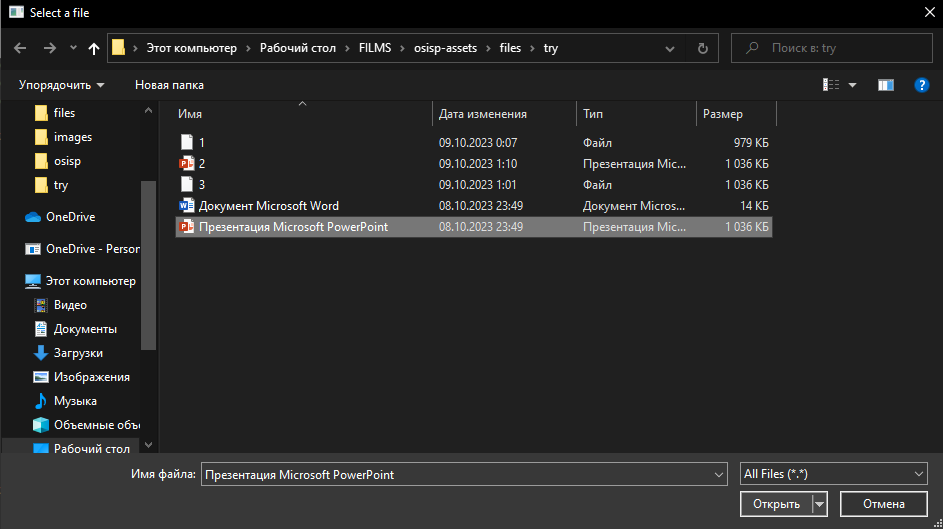 Select a file
Этот компьютер > Рабочий стол > FILMS > osisp-assets > files > try
Поиск в: try
Упорядочить
Новая папка
files
images
osisp
try
OneDrive
OneDrive - Person
Этот компьютер
Видео
Документы
Загрузки
Изображения
Музыка
Объемные объе
Рабочий стол
Имя Дата изменения Тип Размер
1 09.10.2023 0:07 Файл 979 КБ
2 09.10.2023 1:10 Презентация Mic... 1 036 КБ
3 09.10.2023 1:01 Файл 1 036 КБ
Документ Microsoft Word 08.10.2023 23:49 Документ Micros... 14 КБ
Презентация Microsoft PowerPoint 08.10.2023 23:49 Презентация Mic... 1 036 КБ
Имя файла: Презентация Microsoft PowerPoint All Files (*.*)
Открыть Отмена